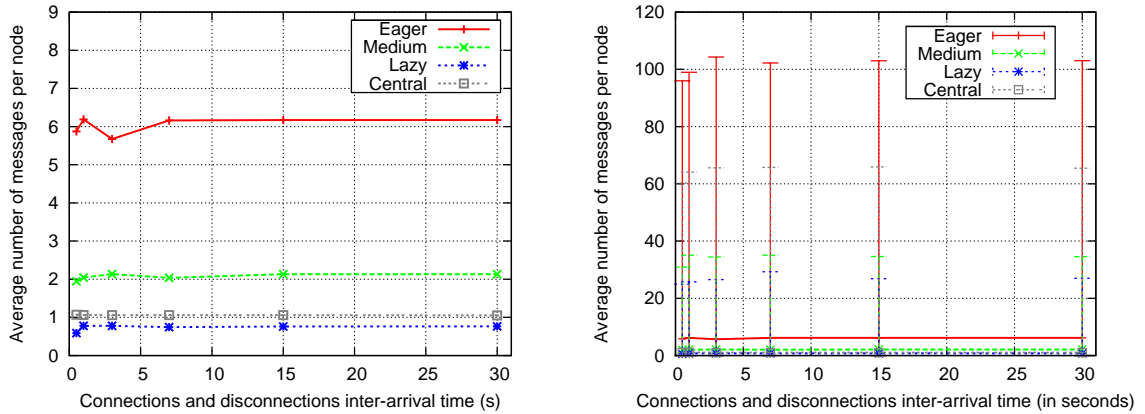 Average number of messages per node
9
8
7
6
5
4
3
2
1
0
0 5 10 15 20 25 30
Connections and disconnections inter-arrival time (s)
Eager
Medium
Lazy
Central
Average number of messages per node
120
100
80
60
40
20
0
0 5 10 15 20 25 30
Connections and disconnections inter-arrival time (in seconds)
Eager
Medium
Lazy
Central